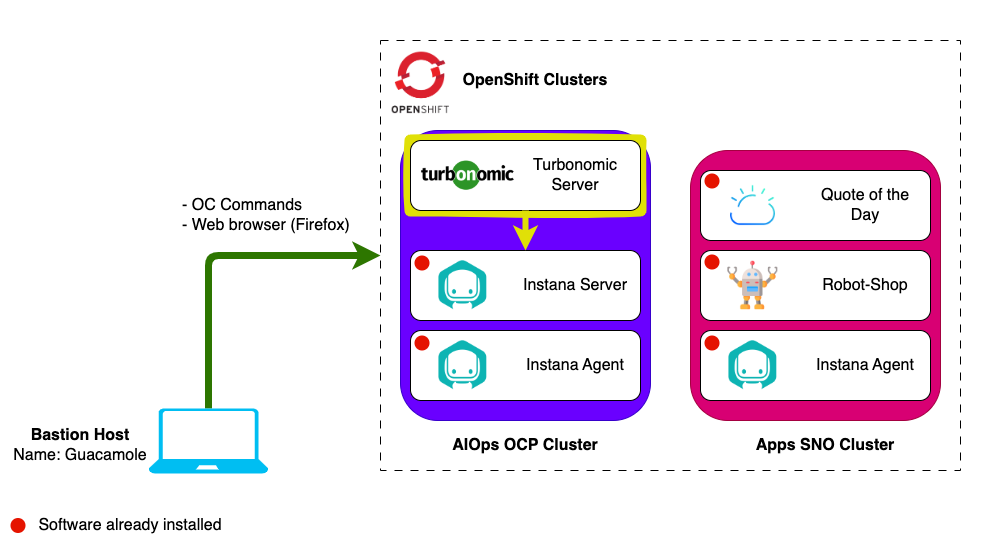 OpenShift Clusters
OPENSHIFT
turbonomic
Turbonomic
Server
Instana Server
Instana Agent
AIOps OCP Cluster
Quote of the
Day
Robot-Shop
Instana Agent
Apps SNO Cluster
- OC Commands
- Web browser (Firefox)
Bastion Host
Name: Guacamole
Software already installed